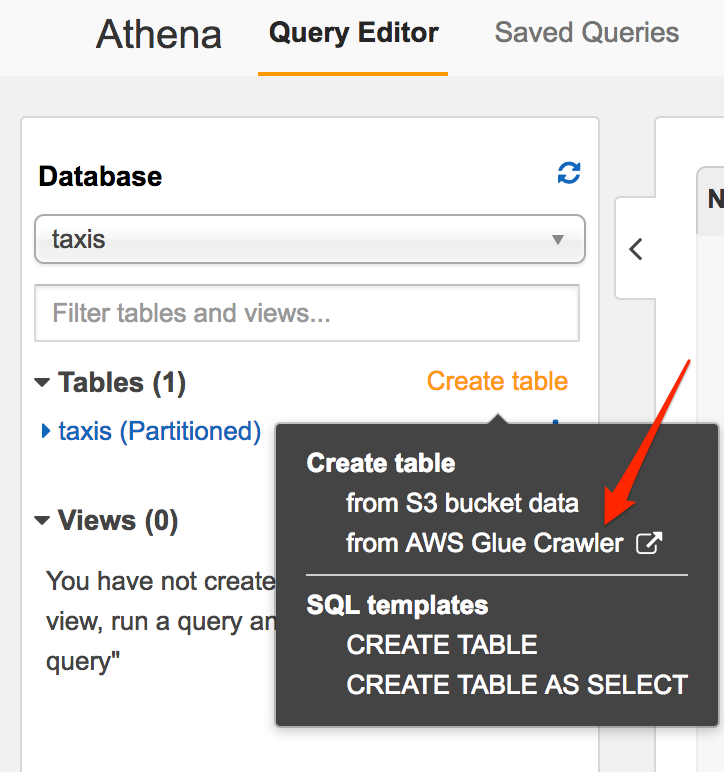 Athena Query Editor Saved Queries
Database
taxis
Filter tables and views...
Tables (1) Create table
taxis (Partitioned)
Create table
from S3 bucket data
from AWS Glue Crawler
SQL templates
CREATE TABLE
CREATE TABLE AS SELECT
Views (0)
You have not create
view, run a query an
query"
N